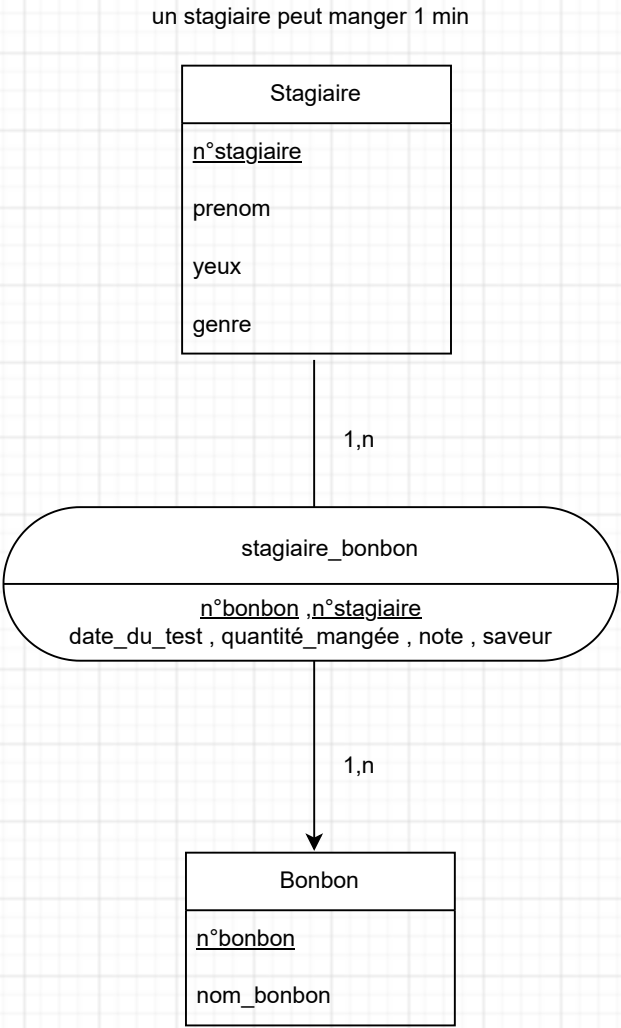 un stagiaire peut manger 1 min
Stagiaire
n°stagiaire
prenom
yeux
genre
1,n
stagiaire_bonbon
n°bonbon ,n°stagiaire
date_du_test , quantité_mangée , note , saveur
1,n
Bonbon
n°bonbon
nom_bonbon